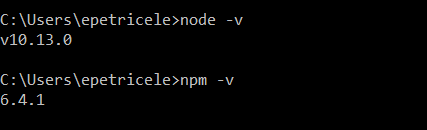 C:\Users\epetricele>node -v
v10.13.0
C:\Users\epetricele>npm -v
6.4.1